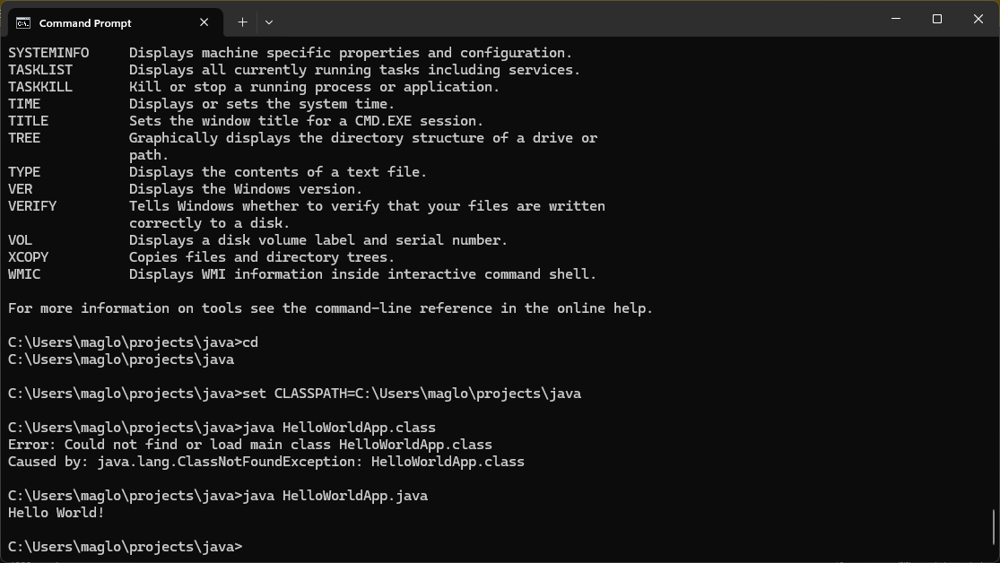 Command Prompt
SYSTEMINFO     Displays machine specific properties and configuration.
TASKLIST       Displays all currently running tasks including services.
TASKKILL       Kill or stop a running process or application.
TIME           Displays or sets the system time.
TITLE          Sets the window title for a CMD.EXE session.
TREE           Graphically displays the directory structure of a drive or
               path.
TYPE           Displays the contents of a text file.
VER            Displays the Windows version.
VERIFY         Tells Windows whether to verify that your files are written
               correctly to a disk.
VOL            Displays a disk volume label and serial number.
XCOPY          Copies files and directory trees.
WMIC           Displays WMI information inside interactive command shell.
For more information on tools see the command-line reference in the online help.
C:\Users\maglo\projects\java>cd
C:\Users\maglo\projects\java
C:\Users\maglo\projects\java>set CLASSPATH=C:\Users\maglo\projects\java
C:\Users\maglo\projects\java>java HelloWorldApp.class
Error: Could not find or load main class HelloWorldApp.class
Caused by: java.lang.ClassNotFoundException: HelloWorldApp.class
C:\Users\maglo\projects\java>java HelloWorldApp.java
Hello World!
C:\Users\maglo\projects\java>